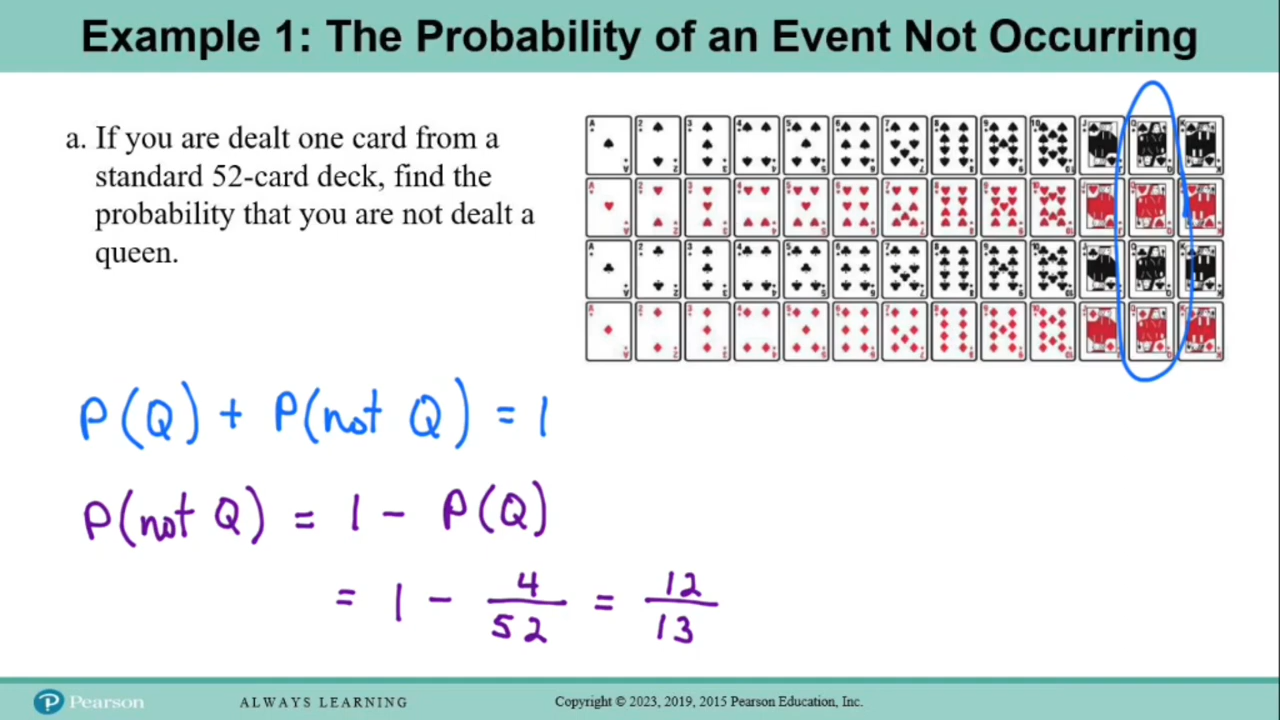 Example 1: The Probability of an Event Not Occurring
a. If you are dealt one card from a
standard 52-card deck, find the
probability that you are not dealt a
queen.
P(Q) + P(not Q) = 1
P(not Q) = 1 - P(Q)
= 1 - 4/52 = 12/13
P Pearson
ALWAYS LEARNING
Copyright © 2023, 2019, 2015 Pearson Education, Inc.